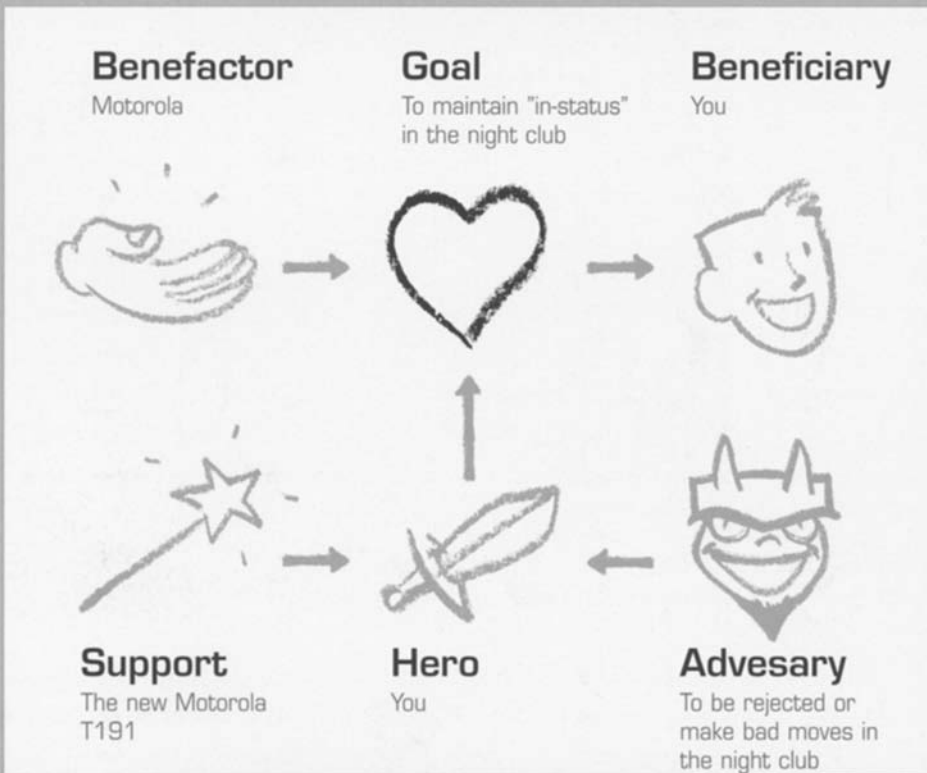 Benefactor
Motorola
Goal
To maintain "in-status"
in the night club
Beneficiary
You
Support
The new Motorola
T191
Hero
You
Advesary
To be rejected or
make bad moves in
the night club